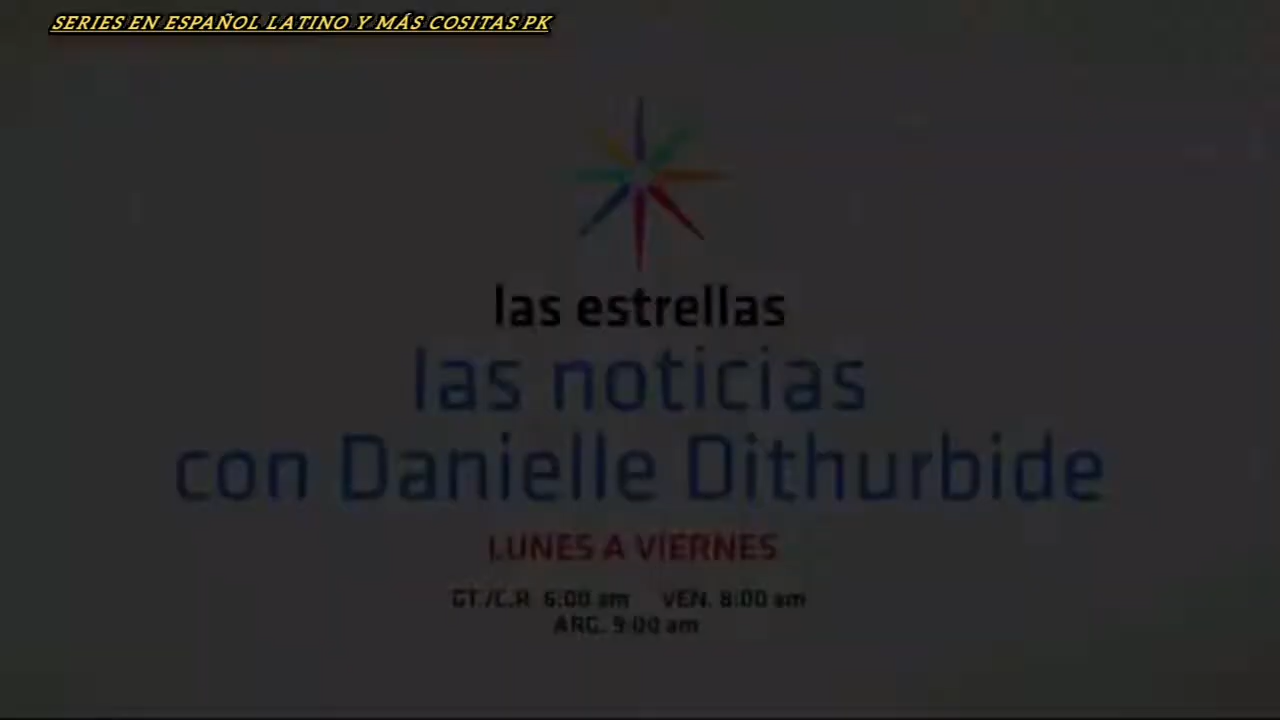 SERIES EN ESPAÑOL LATINO Y MÁS COSITAS PK
las estrellas
las noticias
con Danielle Dithurbide
LUNES A VIERNES
GT./C.R. 6:00 am VEN. 8:00 am
ARG. 9:00 am